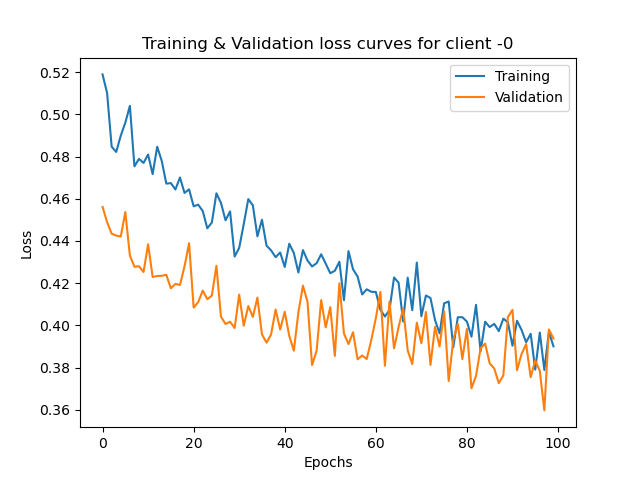 Training & Validation loss curves for client -0
Training
Validation
Loss
0.52
0.50
0.48
0.46
0.44
0.42
0.40
0.38
0.36
0 20 40 60 80 100
Epochs